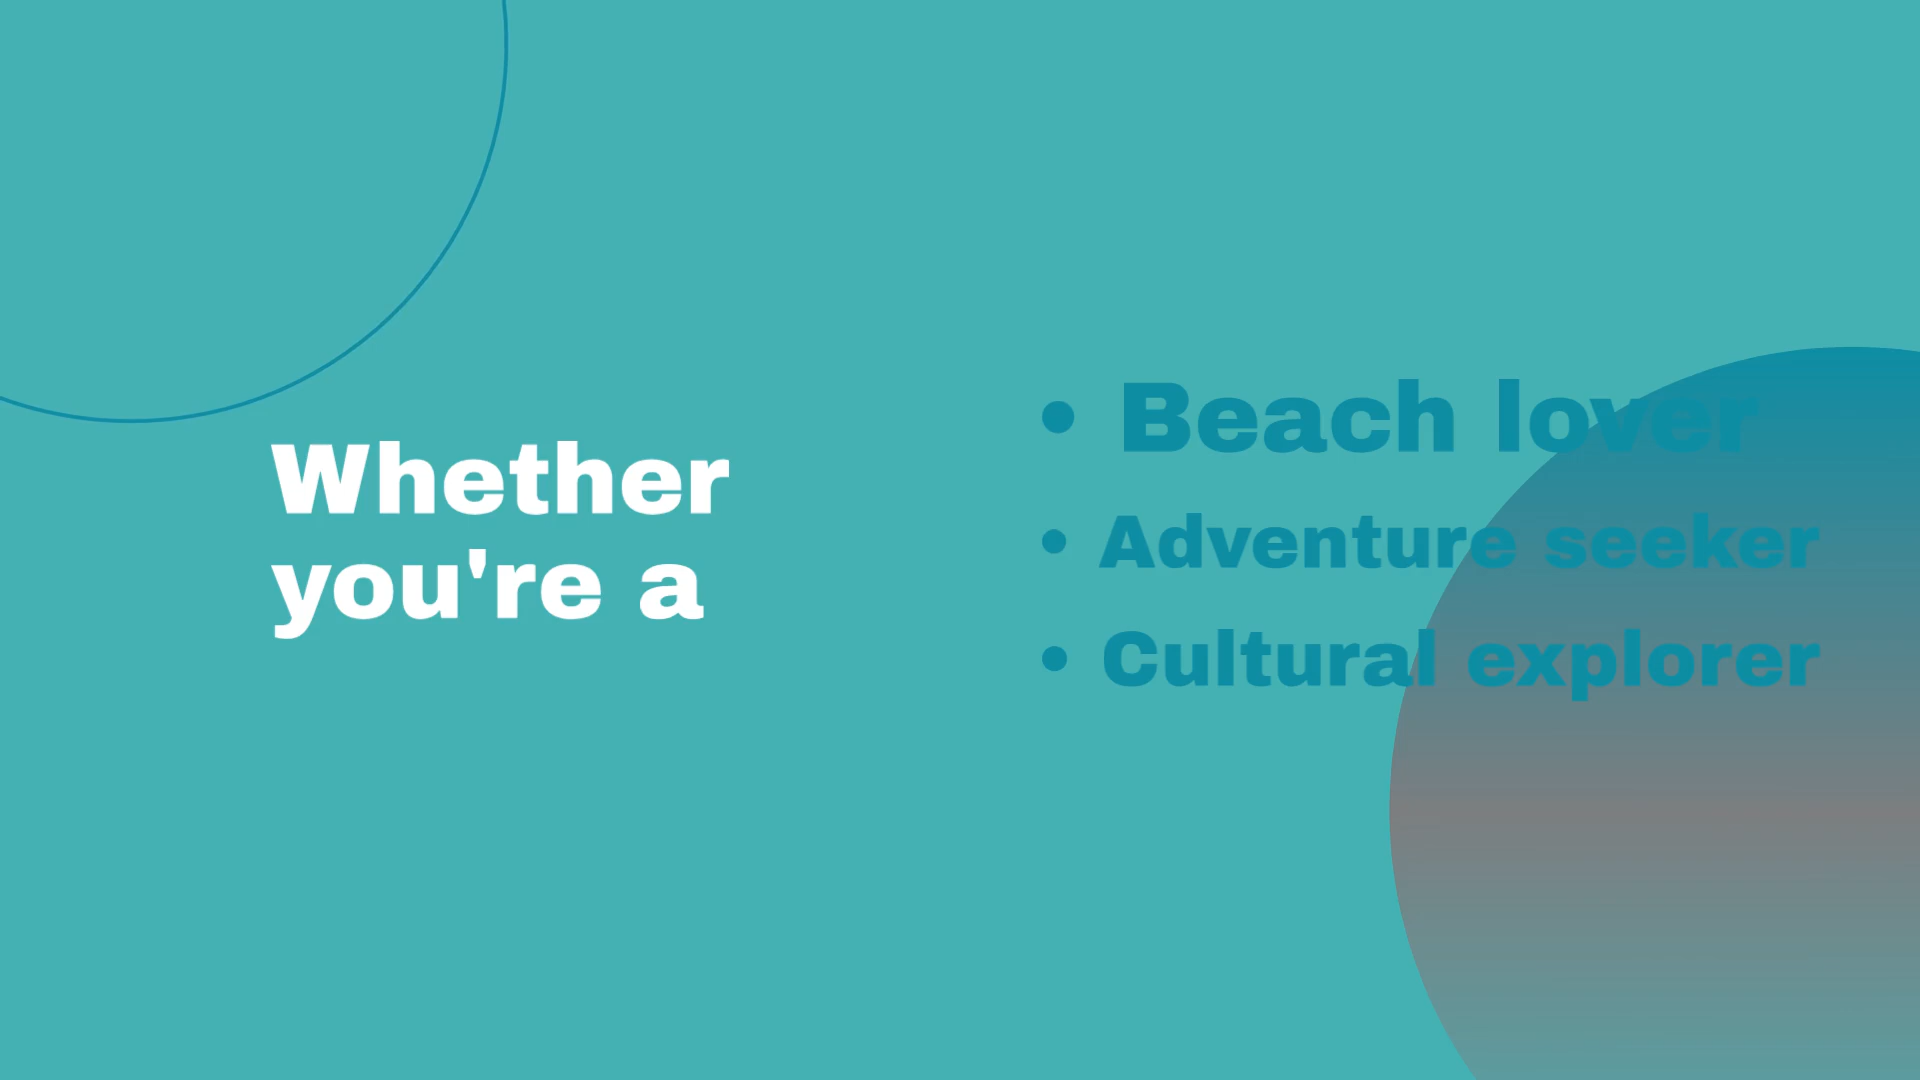 Whether
you're a
• Beach lover
• Adventure seeker
• Cultural explorer